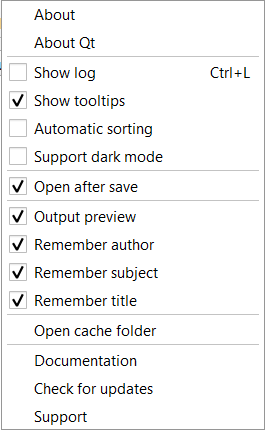 About
About Qt
Show log Ctrl+L
Show tooltips
Automatic sorting
Support dark mode
Open after save
Output preview
Remember author
Remember subject
Remember title
Open cache folder
Documentation
Check for updates
Support